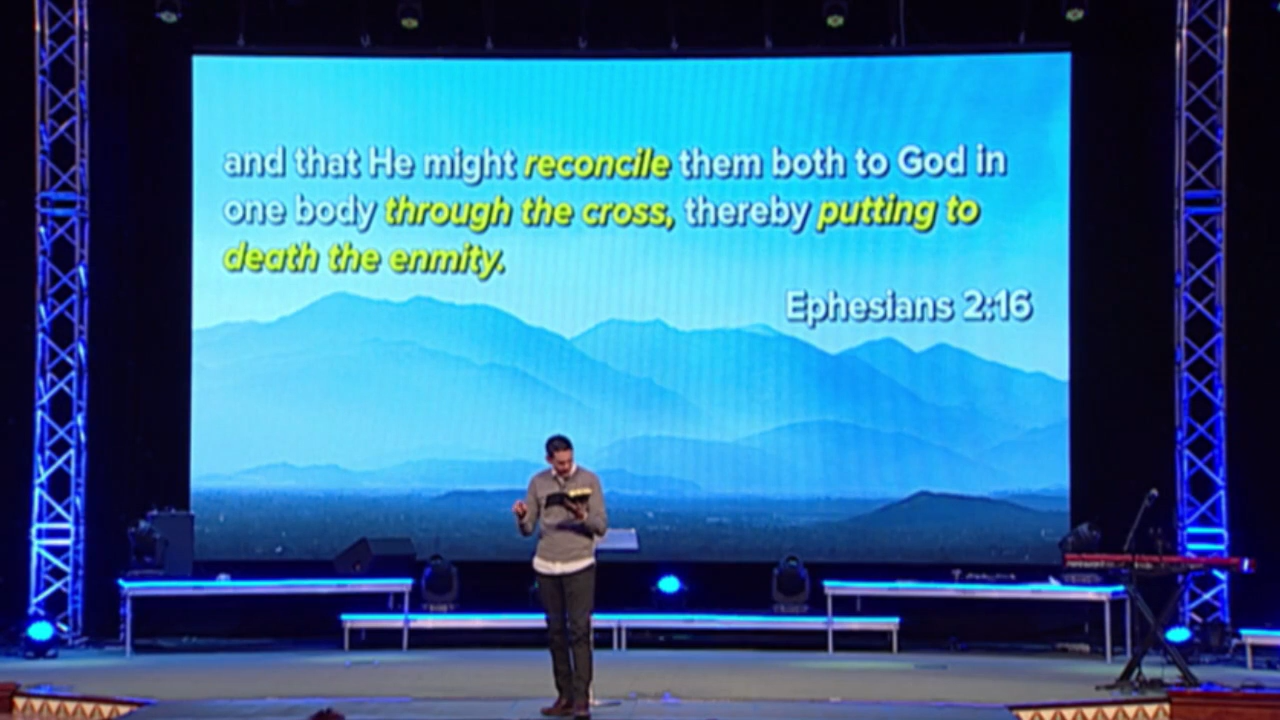 and that He might reconcile them both to God in
one body through the cross, thereby putting to
death the enmity.
Ephesians 2:16